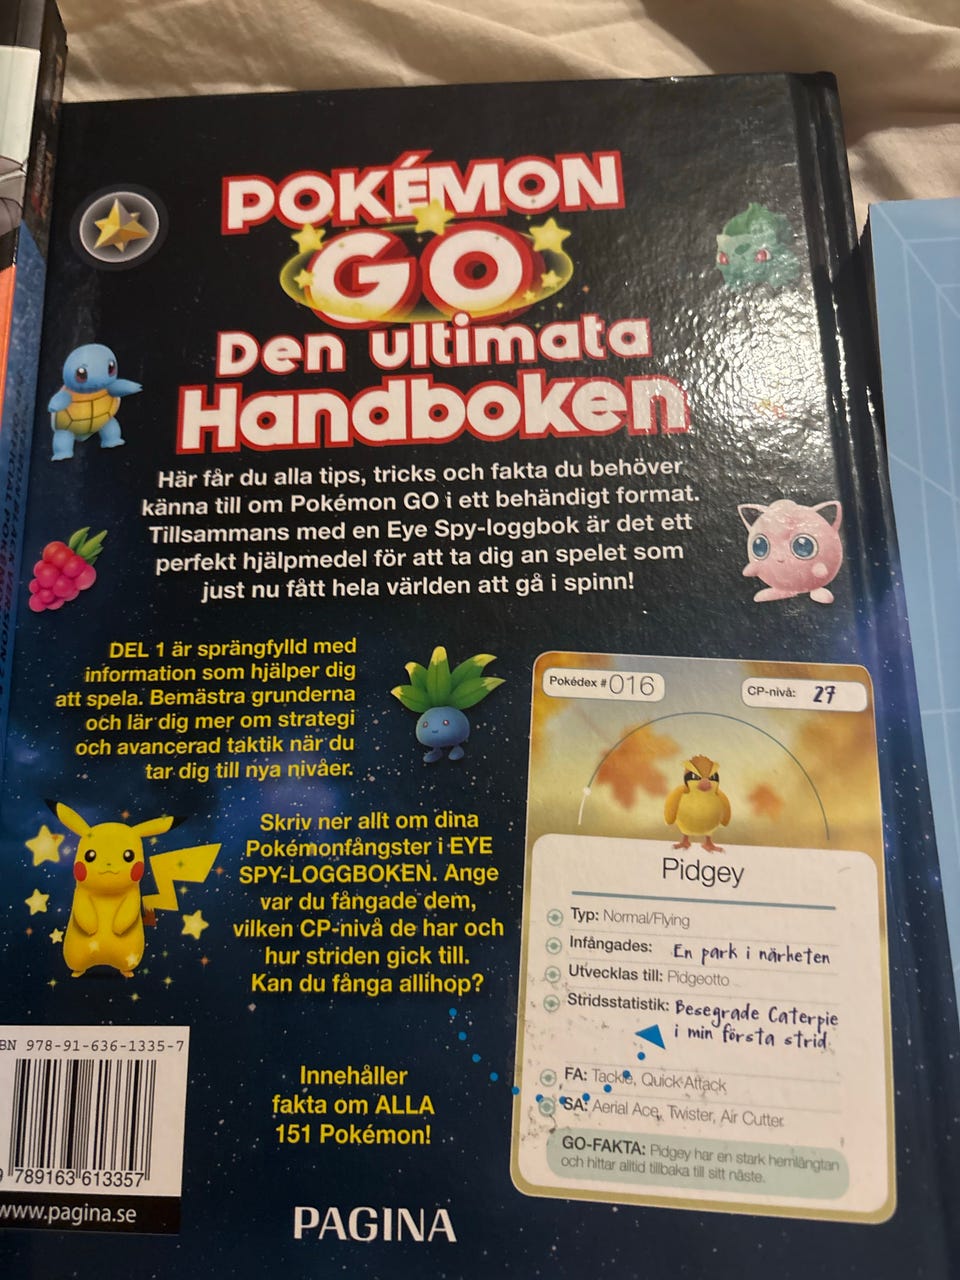 POKÉMON
GO
Den ultimata
Handboken
Här får du alla tips, tricks och fakta du behöver
känna till om Pokémon GO i ett behändigt format.
Tillsammans med en Eye Spy-loggbok är det ett
perfekt hjälpmedel för att ta dig an spelet som
just nu fått hela världen att gå i spinn!
DEL 1 är sprängfylld med
information som hjälper dig
att spela. Bemästra grunderna
och lär dig mer om strategi
och avancerad taktik när du
tar dig till nya nivåer.
Skriv ner allt om dina
Pokémonfångster i EYE
SPY-LOGGBOKEN. Ange
var du fångade dem,
vilken CP-nivå de har och
hur striden gick till.
Kan du fånga allihop?
Innehåller
fakta om ALLA
151 Pokémon!
Pokédex #016
CP-nivå: 27
Pidgey
Typ: Normal/Flying
Infångades: En park i närheten
Utvecklas till: Pidgeotto
Stridsstatistik: Besegrade Caterpie
i min första strid
FA: Tackle, Quick Attack
SA: Aerial Ace, Twister, Air Cutter
GO-FAKTA: Pidgey har en stark hemlängtan
och hittar alltid tillbaka till sitt näste.
BN 978-91-636-1335-7
9 789163 613357
www.pagina.se
PAGINA